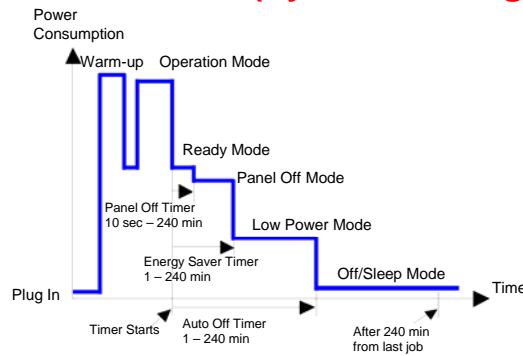 Power
Consumption
Warm-up Operation Mode
Ready Mode
Panel Off Mode
Panel Off Timer
10 sec – 240 min
Low Power Mode
Energy Saver Timer
1 – 240 min
Off/Sleep Mode
Plug In
Time
Timer Starts
Auto Off Timer
1 – 240 min
After 240 min
from last job